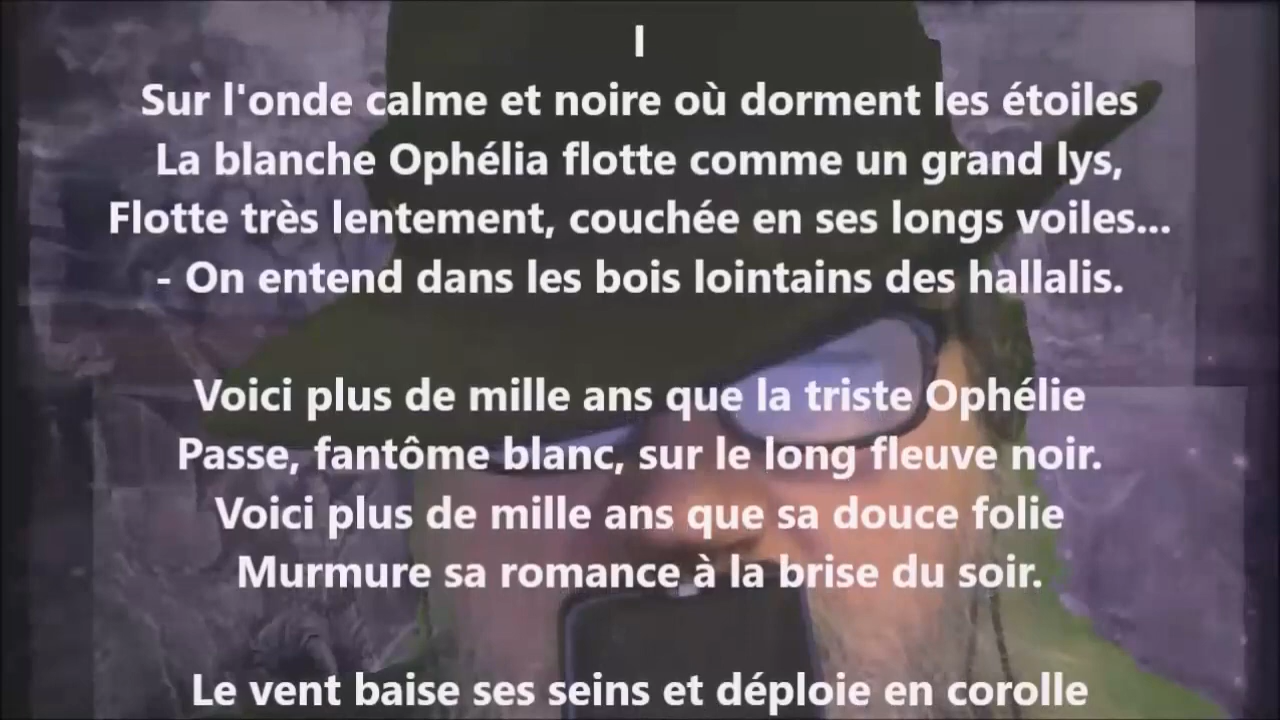 I
Sur l'onde calme et noire où dorment les étoiles
La blanche Ophélia flotte comme un grand lys,
Flotte très lentement, couchée en ses longs voiles...
- On entend dans les bois lointains des hallalis.
Voici plus de mille ans que la triste Ophélie
Passe, fantôme blanc, sur le long fleuve noir.
Voici plus de mille ans que sa douce folie
Murmure sa romance à la brise du soir.
Le vent baise ses seins et déploie en corolle